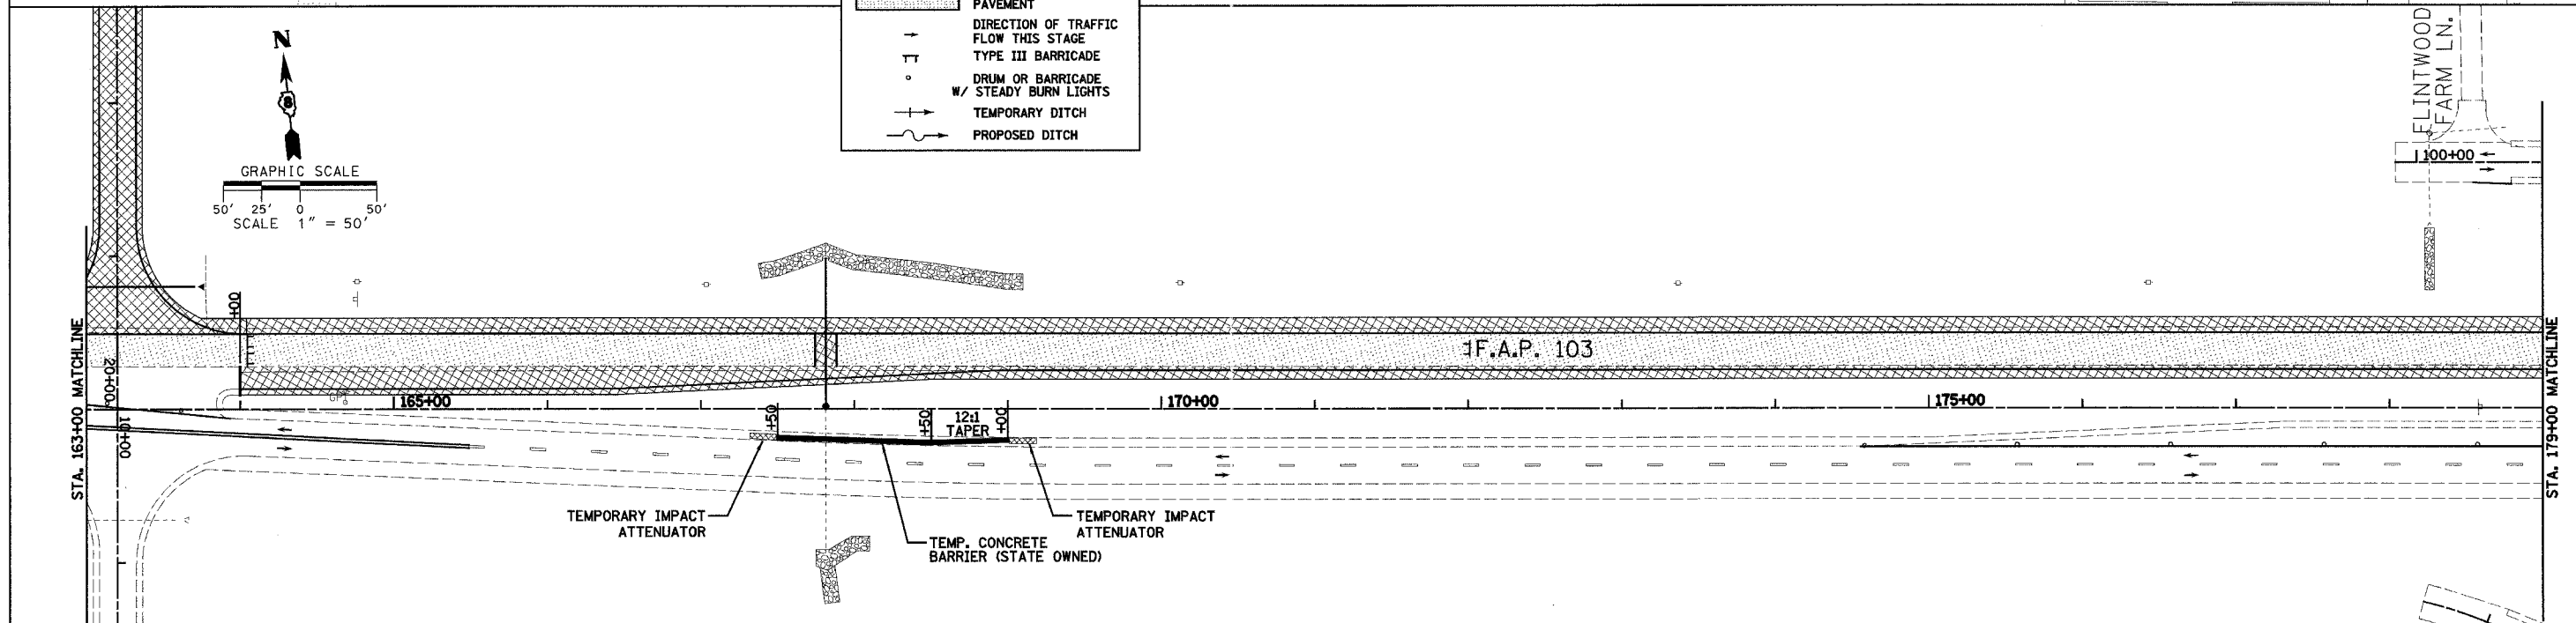 PAVEMENT
DIRECTION OF TRAFFIC
FLOW THIS STAGE
TYPE III BARRICADE
DRUM OR BARRICADE
W/ STEADY BURN LIGHTS
TEMPORARY DITCH
PROPOSED DITCH
N
8
GRAPHIC SCALE
50' 25' 0 50'
SCALE 1" = 50'
FLINTWOOD
FARM LN.
100+00
+00
F.A.P. 103
STA. 163+00 MATCHLINE
STA. 179+00 MATCHLINE
20+00
10+00
165+00
170+00
175+00
+50
+50
12:1
TAPER
+00
TEMPORARY IMPACT
ATTENUATOR
TEMP. CONCRETE
BARRIER (STATE OWNED)
TEMPORARY IMPACT
ATTENUATOR